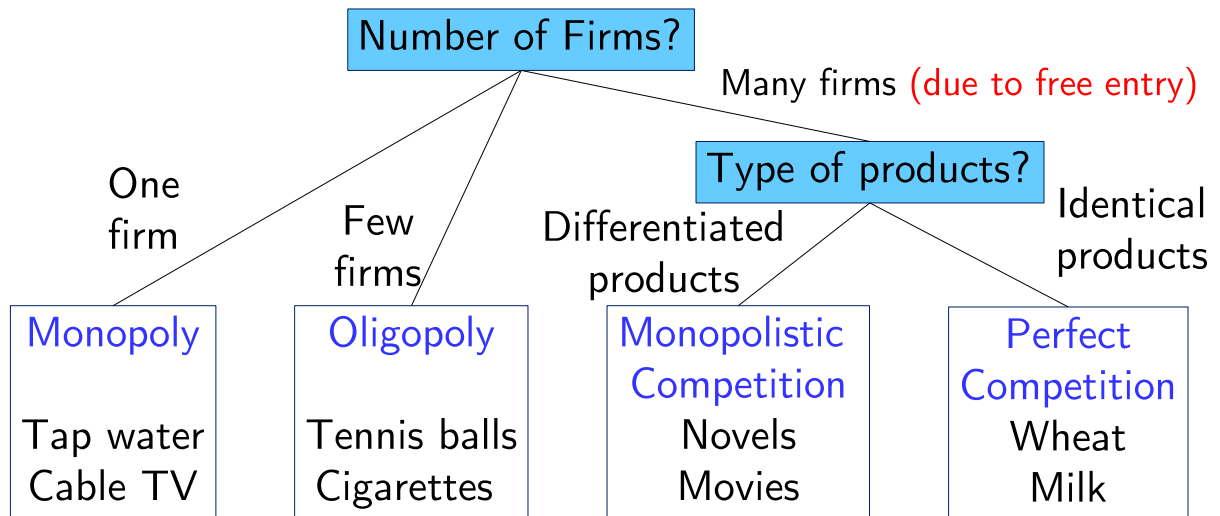 Number of Firms?
Many firms (due to free entry)
Type of products?
One
firm
Few
firms
Differentiated
products
Identical
products
Monopoly
Tap water
Cable TV
Oligopoly
Tennis balls
Cigarettes
Monopolistic
Competition
Novels
Movies
Perfect
Competition
Wheat
Milk